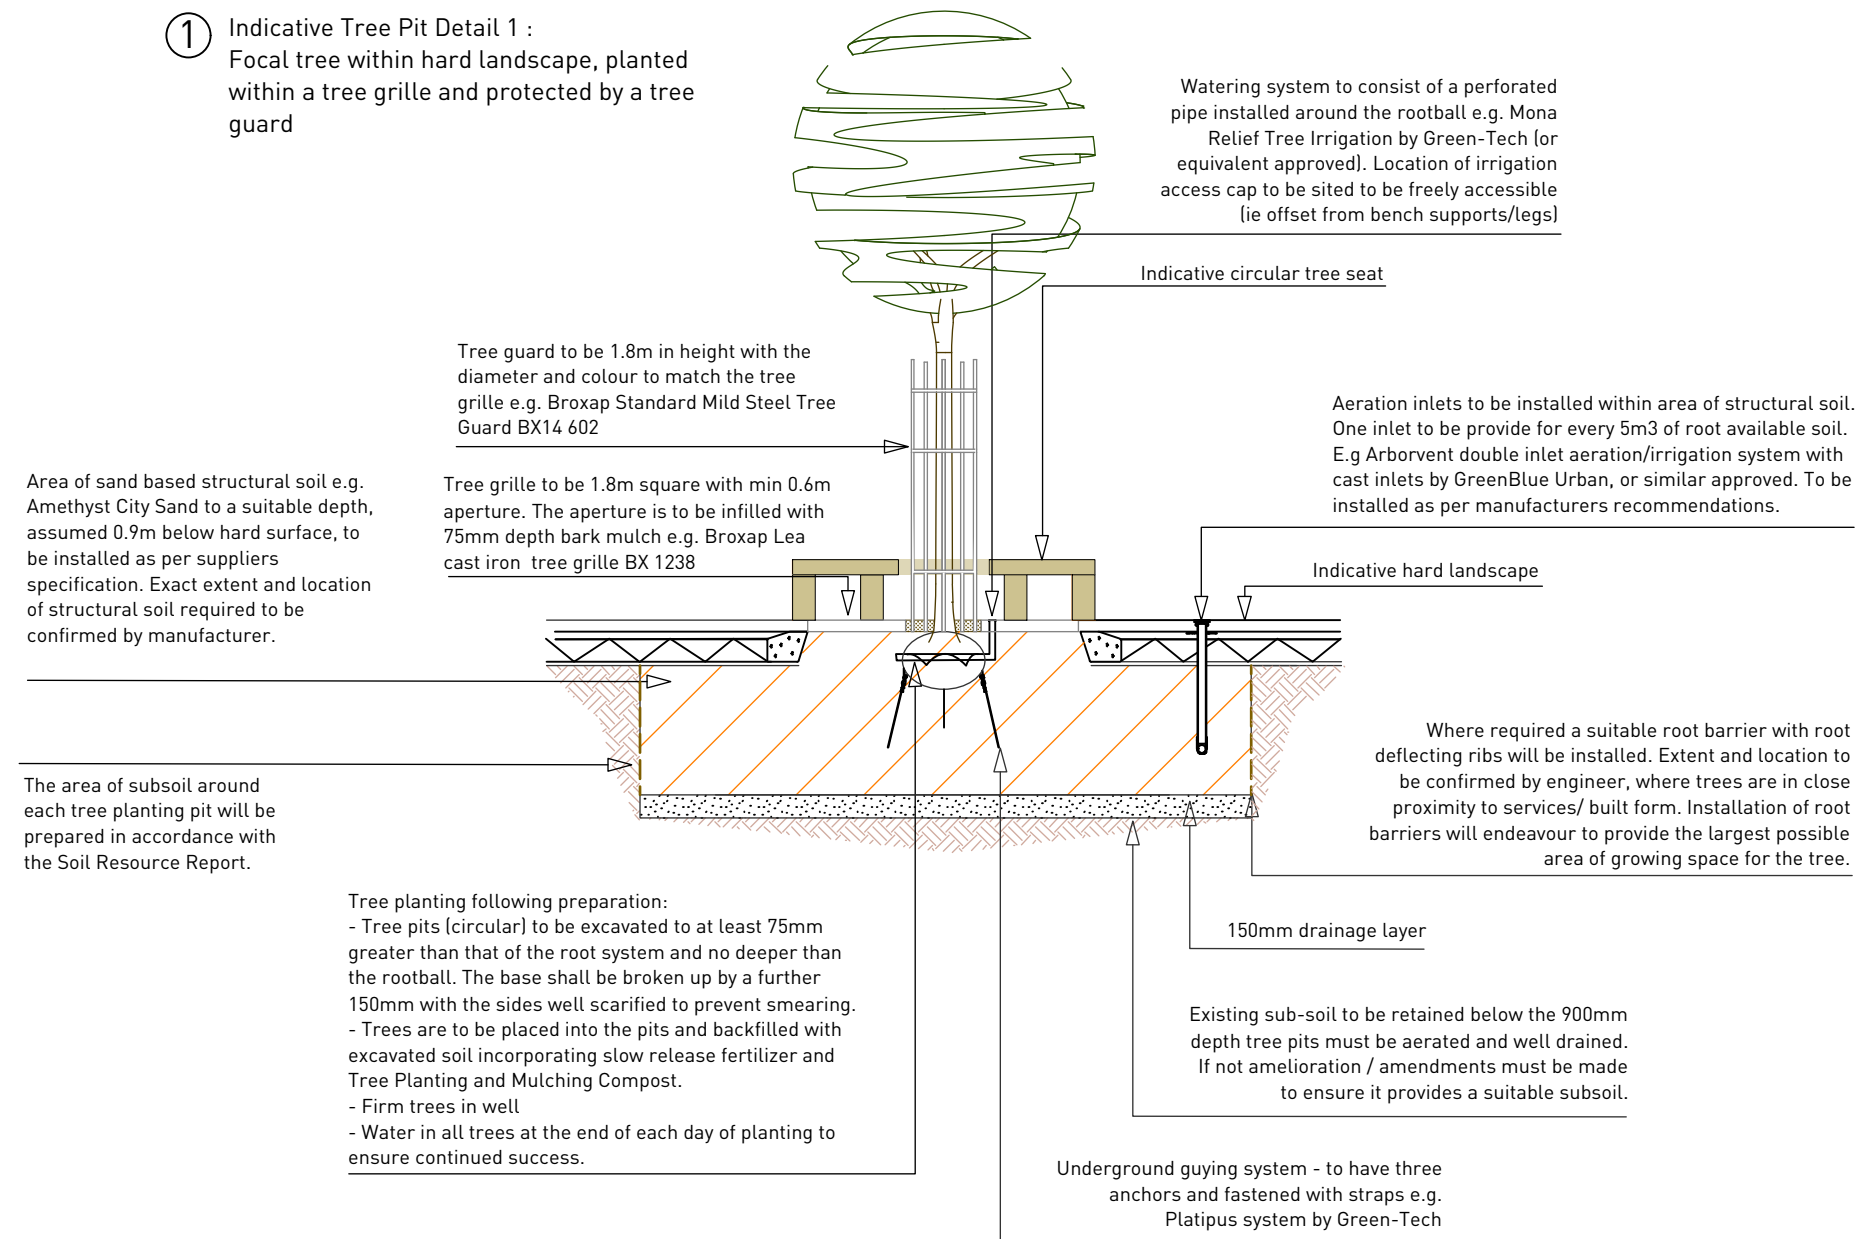 1
Indicative Tree Pit Detail 1 :
Focal tree within hard landscape, planted
within a tree grille and protected by a tree
guard
Watering system to consist of a perforated
pipe installed around the rootball e.g. Mona
Relief Tree Irrigation by Green-Tech (or
equivalent approved). Location of irrigation
access cap to be sited to be freely accessible
(ie offset from bench supports/legs)
Indicative circular tree seat
Tree guard to be 1.8m in height with the
diameter and colour to match the tree
grille e.g. Broxap Standard Mild Steel Tree
Guard BX14 602
Aeration inlets to be installed within area of structural soil.
One inlet to be provide for every 5m3 of root available soil.
E.g Arborvent double inlet aeration/irrigation system with
cast inlets by GreenBlue Urban, or similar approved. To be
installed as per manufacturers recommendations.
Area of sand based structural soil e.g.
Amethyst City Sand to a suitable depth,
assumed 0.9m below hard surface, to
be installed as per suppliers
specification. Exact extent and location
of structural soil required to be
confirmed by manufacturer.
Tree grille to be 1.8m square with min 0.6m
aperture. The aperture is to be infilled with
75mm depth bark mulch e.g. Broxap Lea
cast iron  tree grille BX 1238
Indicative hard landscape
Where required a suitable root barrier with root
deflecting ribs will be installed. Extent and location to
be confirmed by engineer, where trees are in close
proximity to services/ built form. Installation of root
barriers will endeavour to provide the largest possible
area of growing space for the tree.
The area of subsoil around
each tree planting pit will be
prepared in accordance with
the Soil Resource Report.
Tree planting following preparation:
- Tree pits (circular) to be excavated to at least 75mm
greater than that of the root system and no deeper than
the rootball. The base shall be broken up by a further
150mm with the sides well scarified to prevent smearing.
- Trees are to be placed into the pits and backfilled with
excavated soil incorporating slow release fertilizer and
Tree Planting and Mulching Compost.
- Firm trees in well
- Water in all trees at the end of each day of planting to
ensure continued success.
150mm drainage layer
Existing sub-soil to be retained below the 900mm
depth tree pits must be aerated and well drained.
If not amelioration / amendments must be made
to ensure it provides a suitable subsoil.
Underground guying system - to have three
anchors and fastened with straps e.g.
Platipus system by Green-Tech